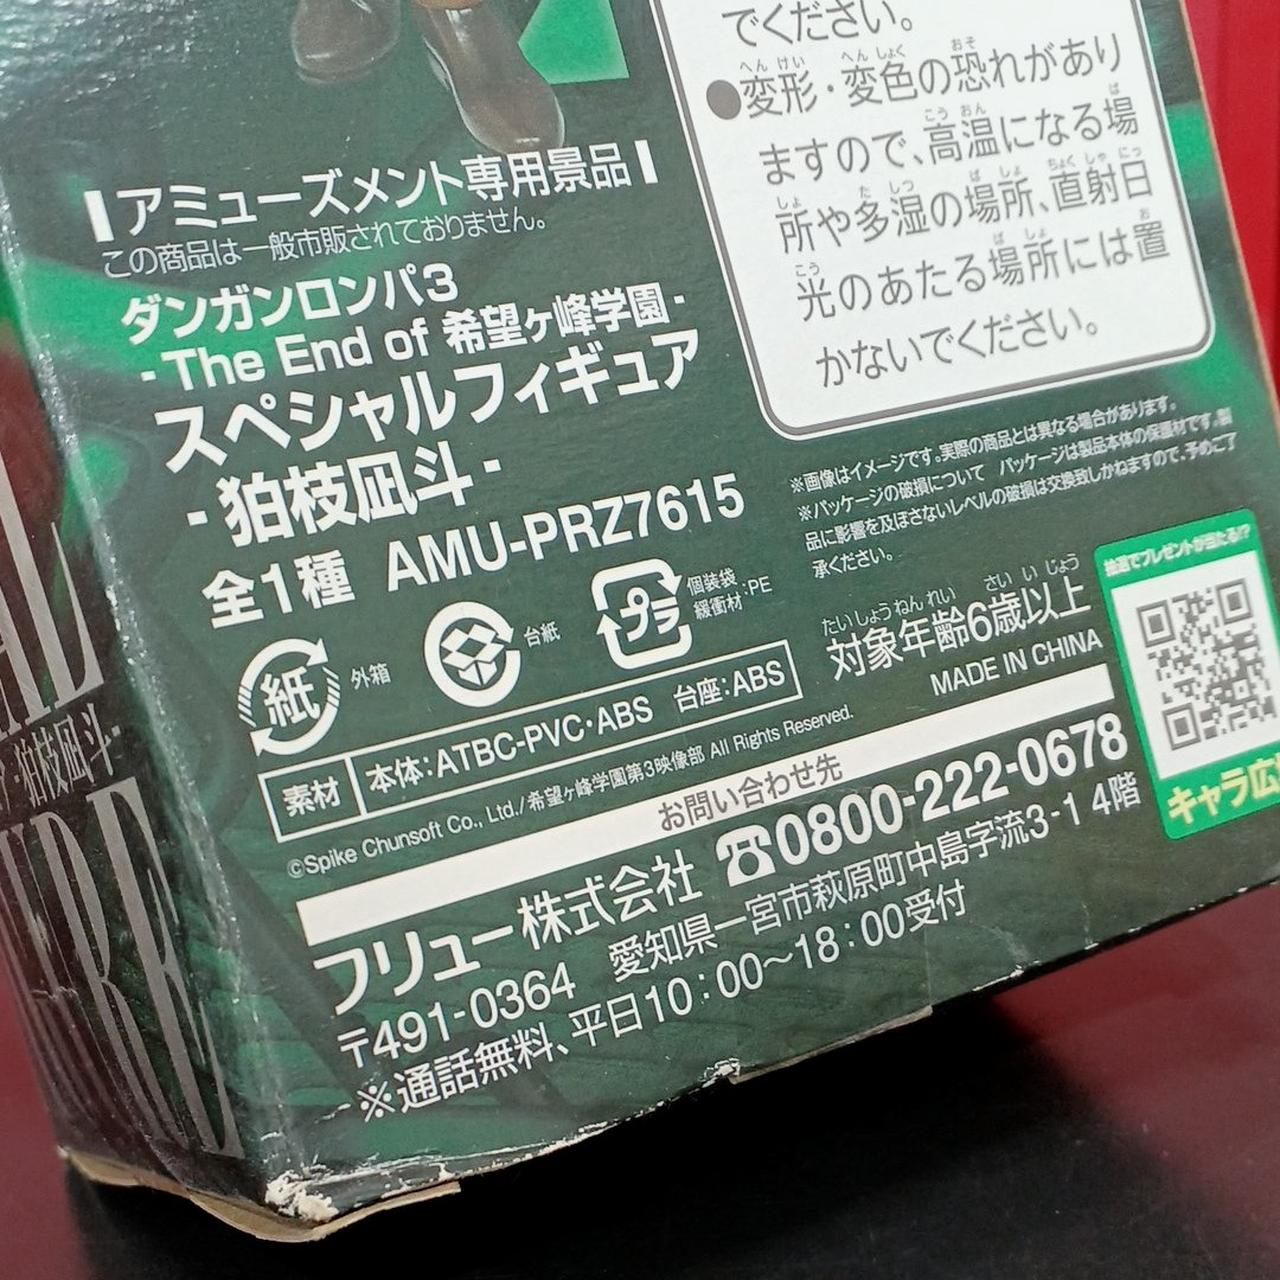 でください。
●変形・変色の恐れがあり
ますので、高温になる場
所や多湿の場所、直射日
光のあたる場所には置
かないでください。
アミューズメント専用景品
この商品は一般市販されておりません。
ダンガンロンパ3
- The End of 希望ヶ峰学園 -
スペシャルフィギュア
- 狛枝凪斗 -
全1種 AMU-PRZ7615
紙 外箱
台紙
プラ 個装袋 緩衝材 :PE
素材 本体:ATBC-PVC・ABS 台座:ABS
©Spike Chunsoft Co., Ltd./希望ヶ峰学園第3映像部 All Rights Reserved.
※画像はイメージです。実際の商品とは異なる場合があります。
※パッケージの破損について パッケージは製品本体の保護材です。製
品に影響を及ぼさないレベルの破損は交換致しかねますので、予めご了
承ください。
対象年齢6歳以上
MADE IN CHINA
抽選でプレゼントが当たる!?
キャラ広
お問い合わせ先
フリュー株式会社 ☎0800-222-0678
〒491-0364 愛知県一宮市萩原町中島字流3-1 4階
※通話無料、平日10:00〜18:00受付
狛枝凪斗-